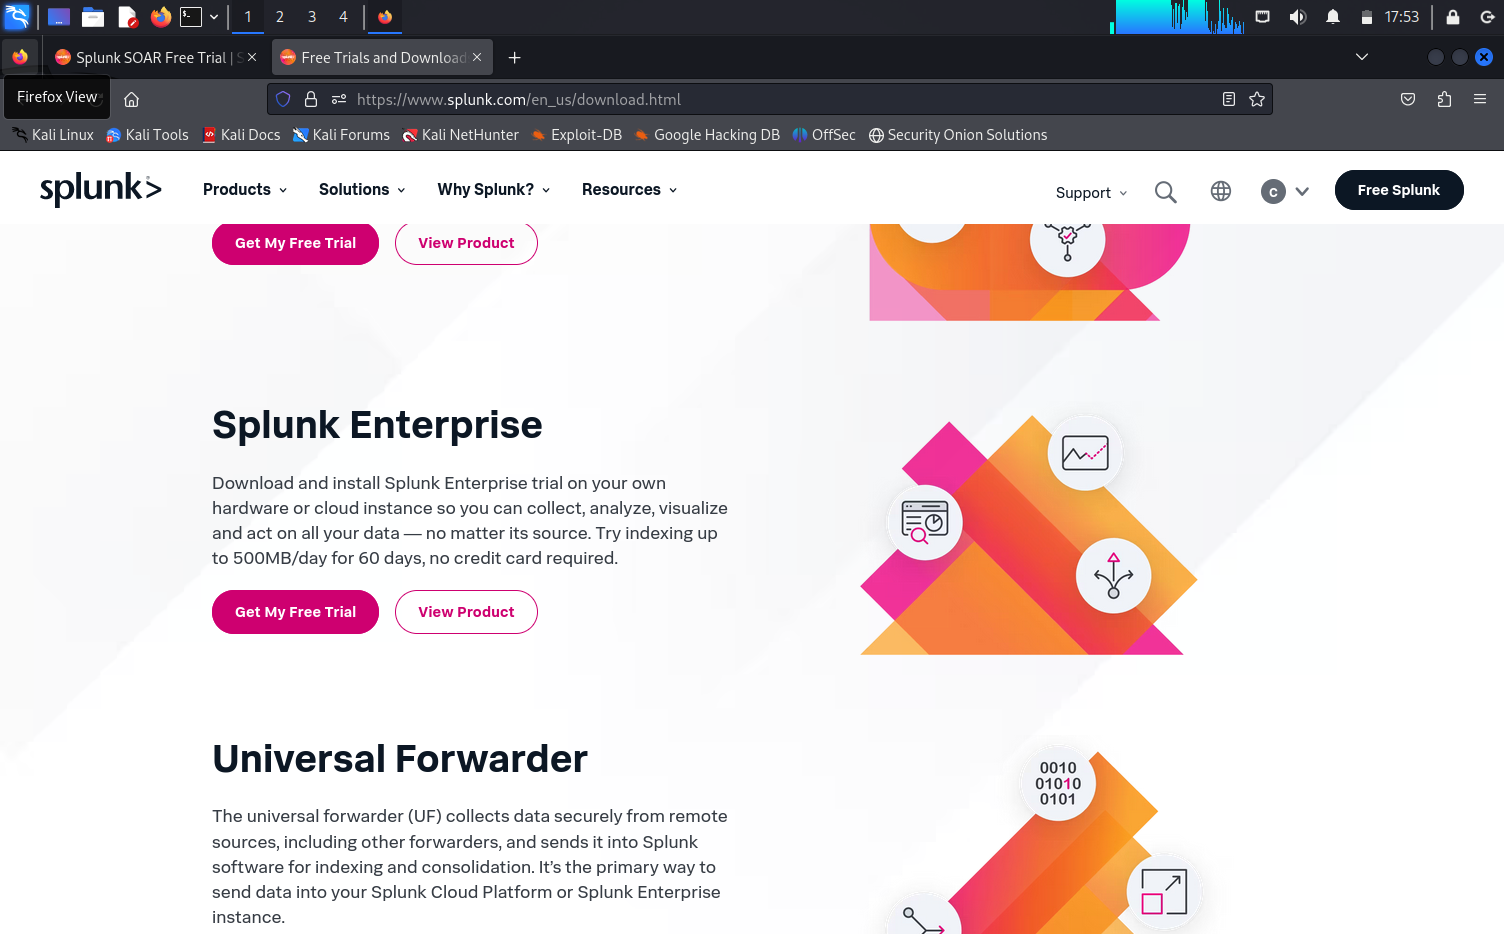 1 2 3 4 17:53
Splunk SOAR Free Trial | S
Free Trials and Download
Firefox View
https://www.splunk.com/en_us/download.html
Kali Linux Kali Tools Kali Docs Kali Forums Kali NetHunter Exploit-DB Google Hacking DB OffSec Security Onion Solutions
splunk>
Products Solutions Why Splunk? Resources Support C Free Splunk
Get My Free Trial View Product
Splunk Enterprise
Download and install Splunk Enterprise trial on your own
hardware or cloud instance so you can collect, analyze, visualize
and act on all your data — no matter its source. Try indexing up
to 500MB/day for 60 days, no credit card required.
Get My Free Trial View Product
Universal Forwarder
The universal forwarder (UF) collects data securely from remote
sources, including other forwarders, and sends it into Splunk
software for indexing and consolidation. It’s the primary way to
send data into your Splunk Cloud Platform or Splunk Enterprise
instance.
0010
01010
0101